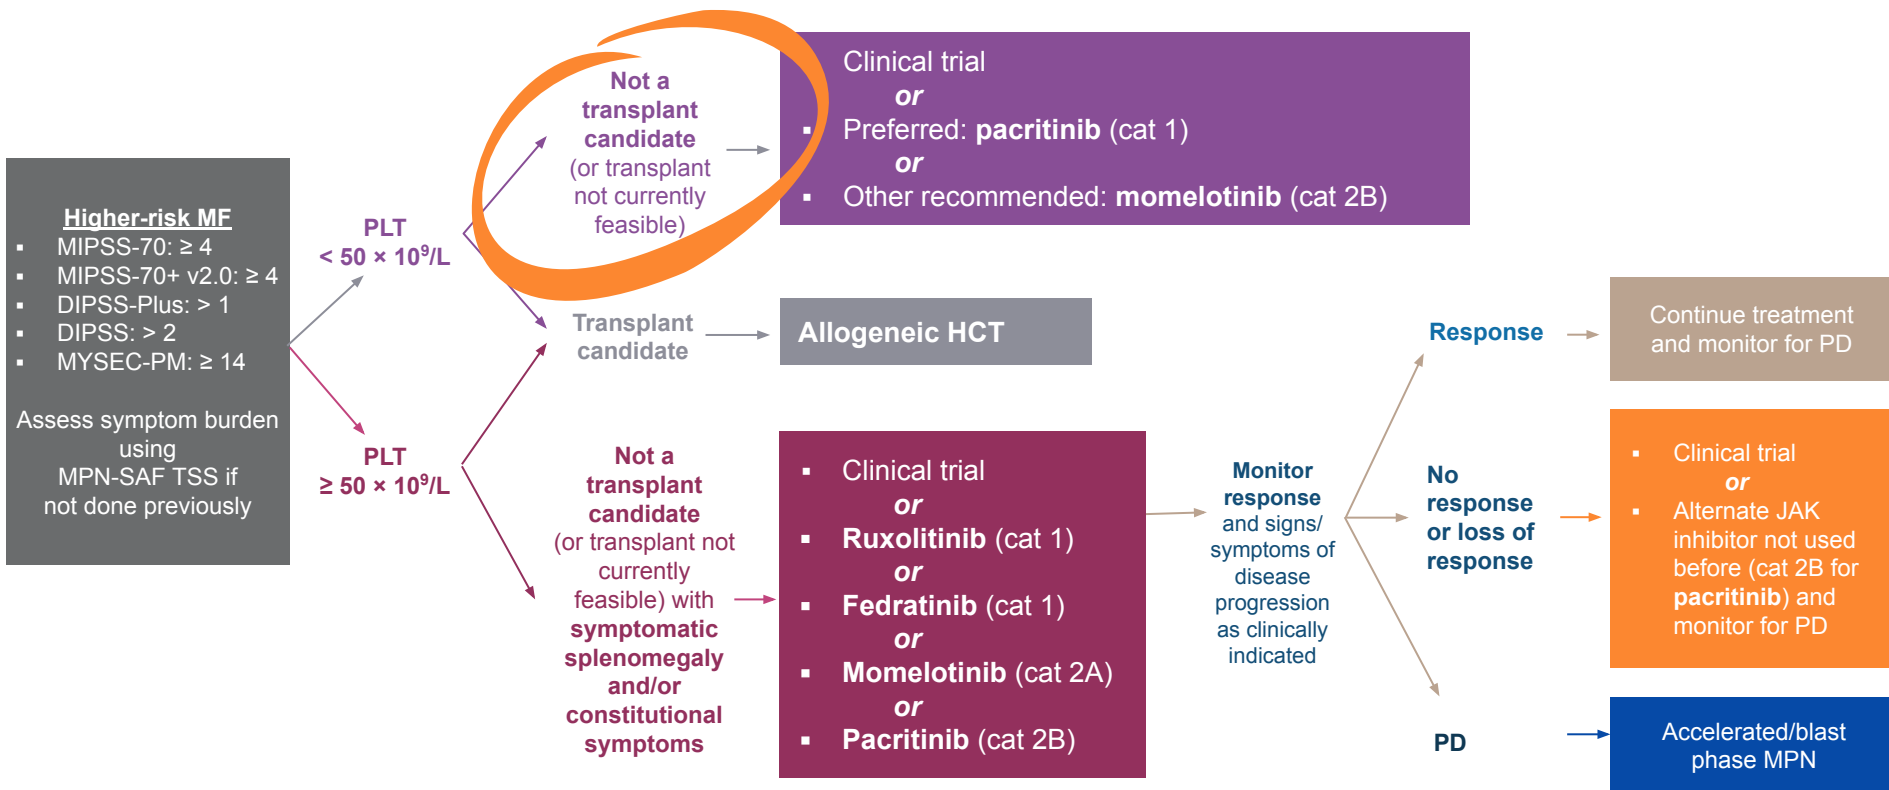 Higher-risk MF
▪ MIPSS-70: ≥ 4
▪ MIPSS-70+ v2.0: ≥ 4
▪ DIPSS-Plus: > 1
▪ DIPSS: > 2
▪ MYSEC-PM: ≥ 14
Assess symptom burden
using
MPN-SAF TSS if
not done previously
PLT
< 50 × 10⁹/L
PLT
≥ 50 × 10⁹/L
Not a
transplant
candidate
(or transplant
not currently
feasible)
Clinical trial
or
▪ Preferred: pacritinib (cat 1)
or
▪ Other recommended: momelotinib (cat 2B)
Transplant
candidate
Allogeneic HCT
Not a
transplant
candidate
(or transplant not
currently
feasible) with
symptomatic
splenomegaly
and/or
constitutional
symptoms
▪ Clinical trial
or
▪ Ruxolitinib (cat 1)
or
▪ Fedratinib (cat 1)
or
▪ Momelotinib (cat 2A)
or
▪ Pacritinib (cat 2B)
Monitor
response
and signs/
symptoms of
disease
progression
as clinically
indicated
Response
Continue treatment
and monitor for PD
No
response
or loss of
response
▪ Clinical trial
or
▪ Alternate JAK
inhibitor not used
before (cat 2B for
pacritinib) and
monitor for PD
PD
Accelerated/blast
phase MPN